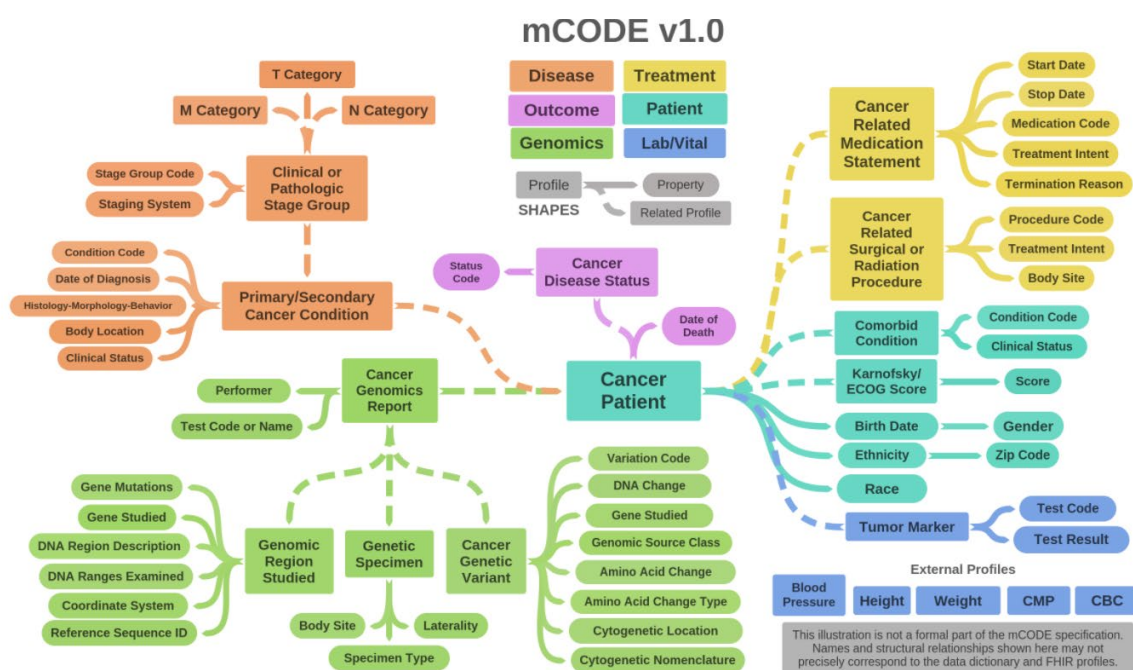 mCODE v1.0
Disease
Treatment
Outcome
Patient
Genomics
Lab/Vital
Profile
Property
SHAPES
Related Profile
T Category
M Category
N Category
Stage Group Code
Staging System
Clinical or
Pathologic
Stage Group
Condition Code
Date of Diagnosis
Histology-Morphology-Behavior
Body Location
Clinical Status
Primary/Secondary
Cancer Condition
Status
Code
Cancer
Disease Status
Date of
Death
Cancer
Patient
Cancer
Related
Medication
Statement
Start Date
Stop Date
Medication Code
Treatment Intent
Termination Reason
Cancer
Related
Surgical or
Radiation
Procedure
Procedure Code
Treatment Intent
Body Site
Comorbid
Condition
Condition Code
Clinical Status
Karnofsky/
ECOG Score
Score
Birth Date
Gender
Ethnicity
Zip Code
Race
Tumor Marker
Test Code
Test Result
Performer
Test Code or Name
Cancer
Genomics
Report
Gene Mutations
Gene Studied
DNA Region Description
DNA Ranges Examined
Coordinate System
Reference Sequence ID
Genomic
Region
Studied
Genetic
Specimen
Body Site
Laterality
Specimen Type
Cancer
Genetic
Variant
Variation Code
DNA Change
Gene Studied
Genomic Source Class
Amino Acid Change
Amino Acid Change Type
Cytogenetic Location
Cytogenetic Nomenclature
External Profiles
Blood
Pressure
Height
Weight
CMP
CBC
This illustration is not a formal part of the mCODE specification.
Names and structural relationships shown here may not
precisely correspond to the data dictionary and FHIR profiles.